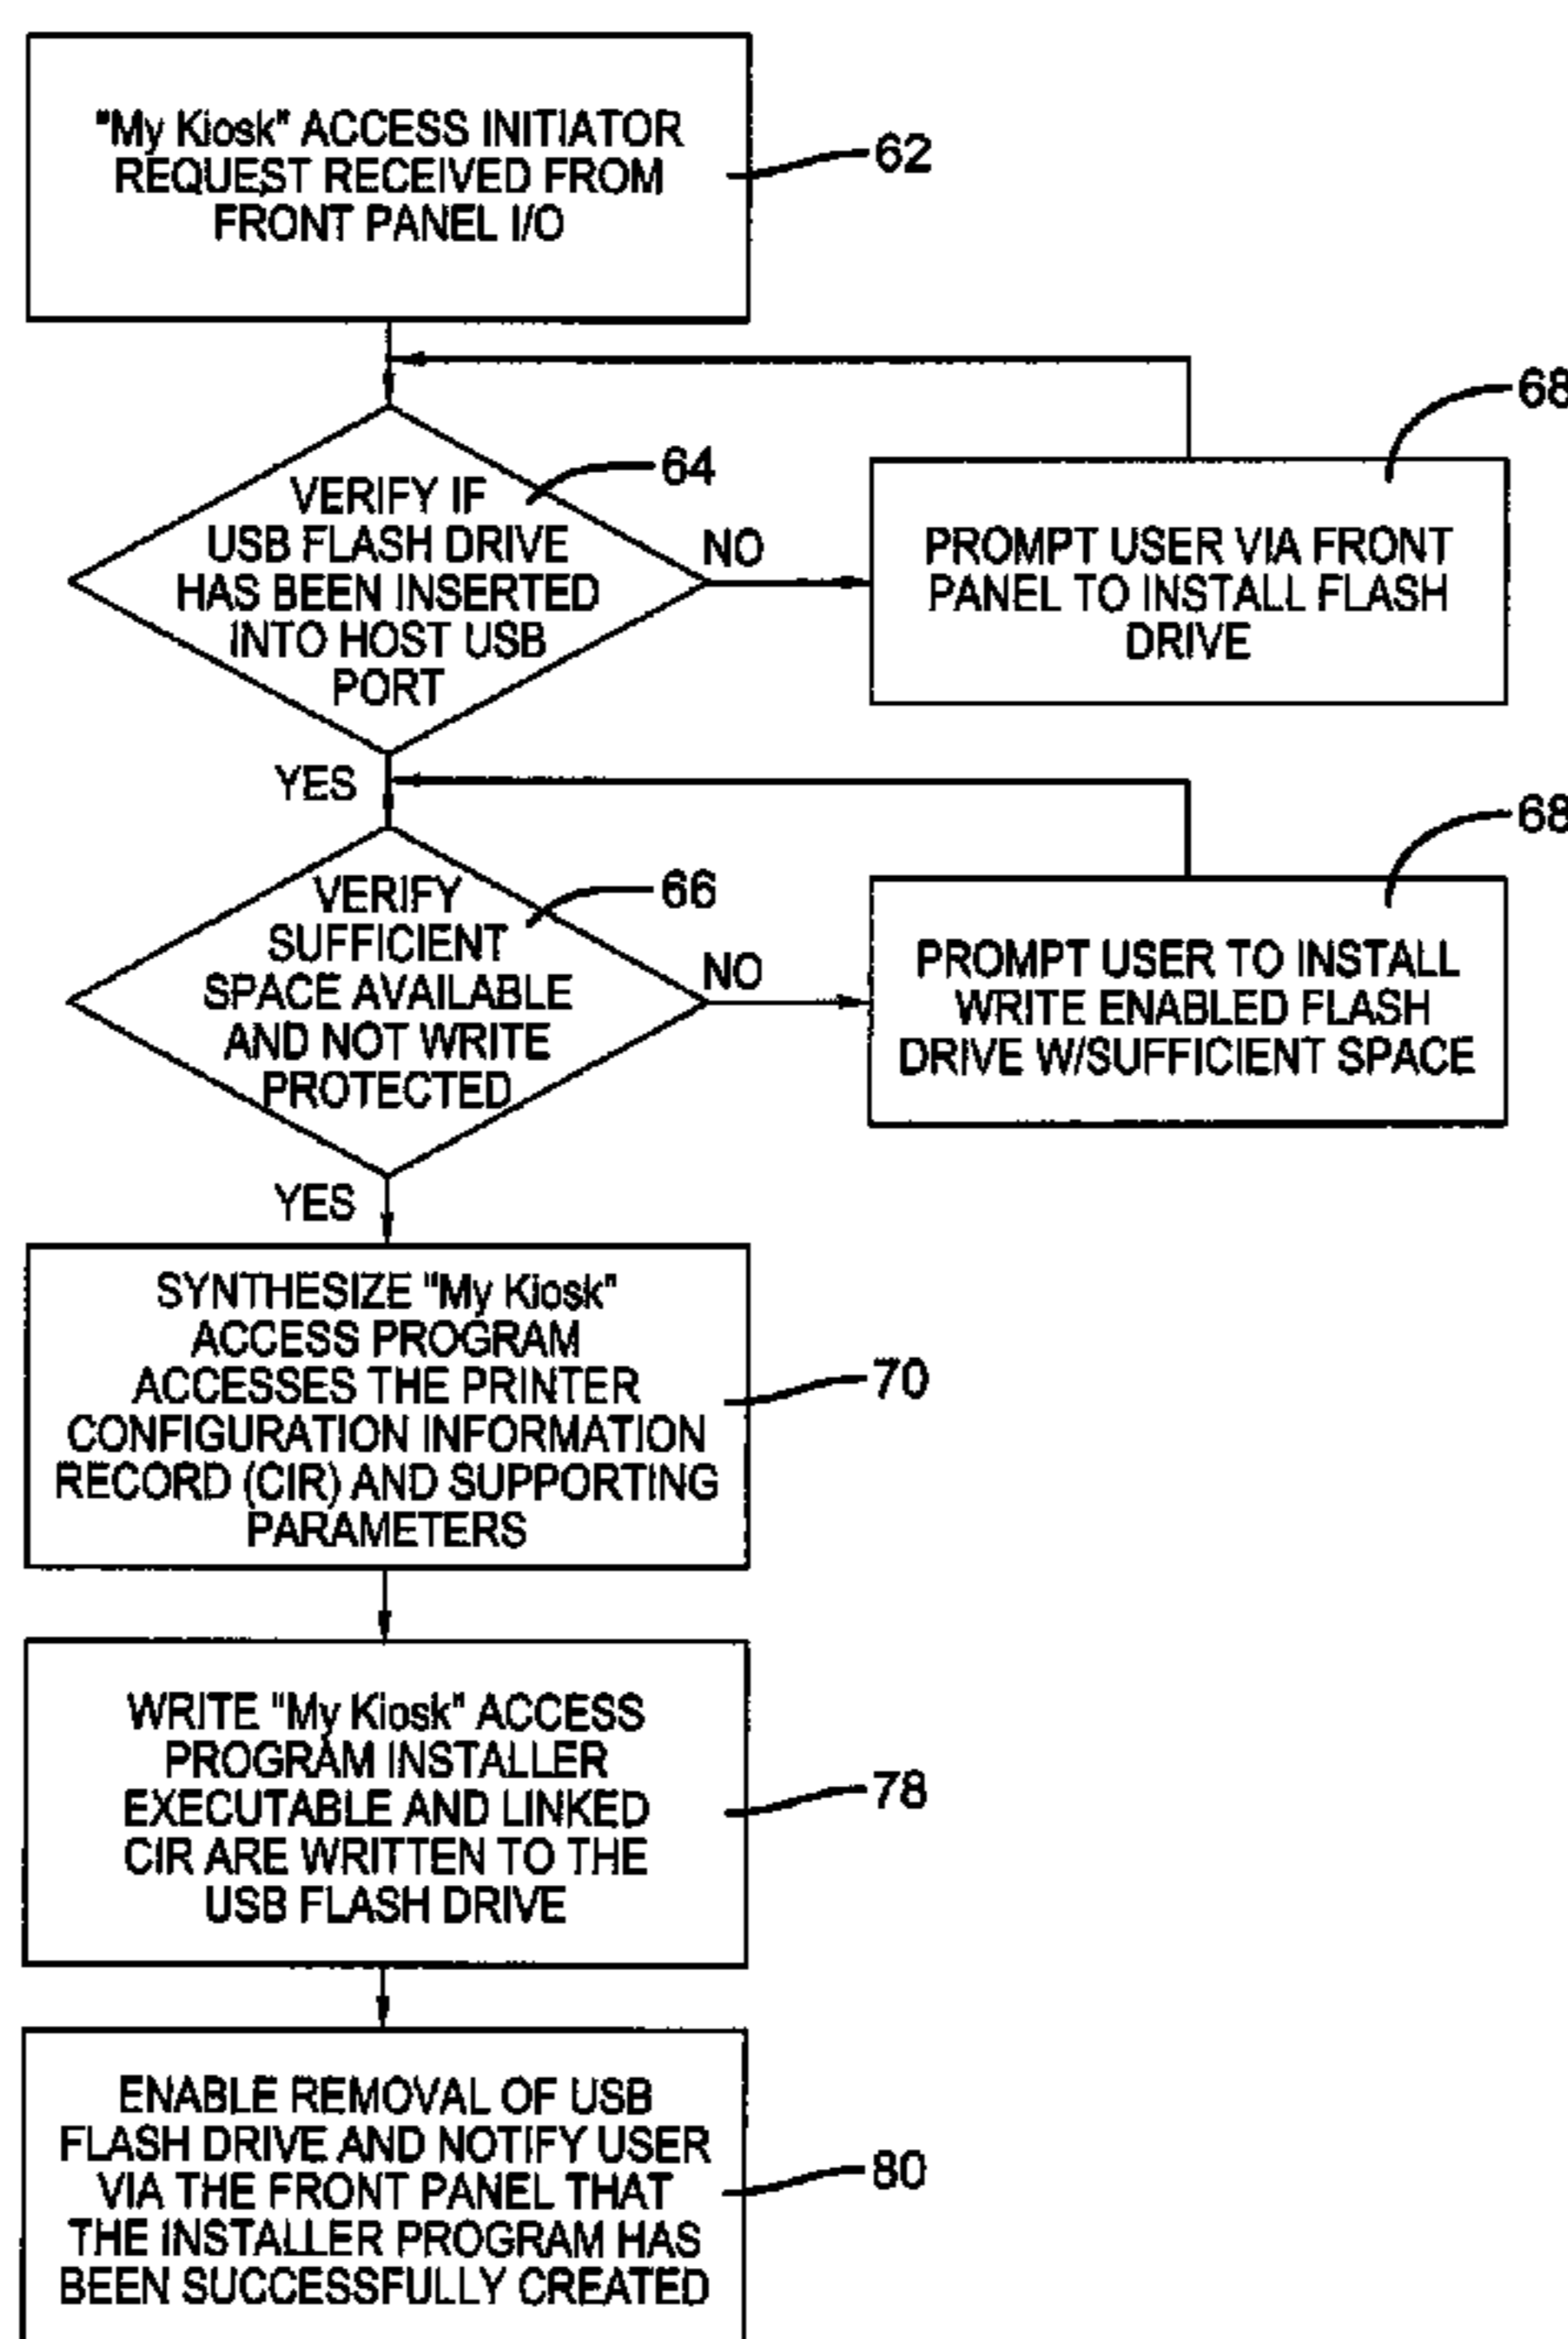 "My Kiosk" ACCESS INITIATOR
REQUEST RECEIVED FROM
FRONT PANEL I/O
62
VERIFY IF
USB FLASH DRIVE
HAS BEEN INSERTED
INTO HOST USB
PORT
64
NO
PROMPT USER VIA FRONT
PANEL TO INSTALL FLASH
DRIVE
68
YES
VERIFY
SUFFICIENT
SPACE AVAILABLE
AND NOT WRITE
PROTECTED
66
NO
PROMPT USER TO INSTALL
WRITE ENABLED FLASH
DRIVE W/SUFFICIENT SPACE
68
YES
SYNTHESIZE "My Kiosk"
ACCESS PROGRAM
ACCESSES THE PRINTER
CONFIGURATION INFORMATION
RECORD (CIR) AND SUPPORTING
PARAMETERS
70
WRITE "My Kiosk" ACCESS
PROGRAM INSTALLER
EXECUTABLE AND LINKED
CIR ARE WRITTEN TO THE
USB FLASH DRIVE
78
ENABLE REMOVAL OF USB
FLASH DRIVE AND NOTIFY USER
VIA THE FRONT PANEL THAT
THE INSTALLER PROGRAM HAS
BEEN SUCCESSFULLY CREATED
80